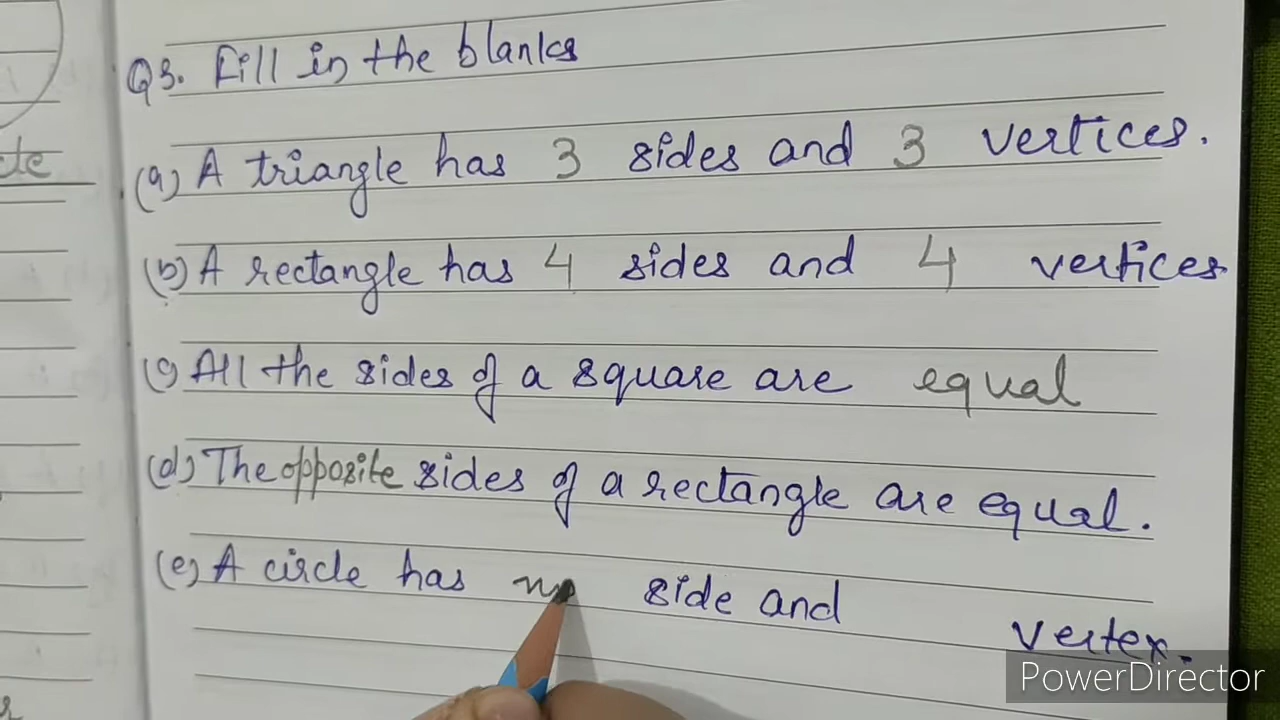 Q3. Fill in the blanks
(a) A triangle has 3 sides and 3 vertices.
(b) A rectangle has 4 sides and 4 vertices
(c) All the sides of a square are equal
(d) The opposite sides of a rectangle are equal.
(e) A circle has no side and vertex.
PowerDirector